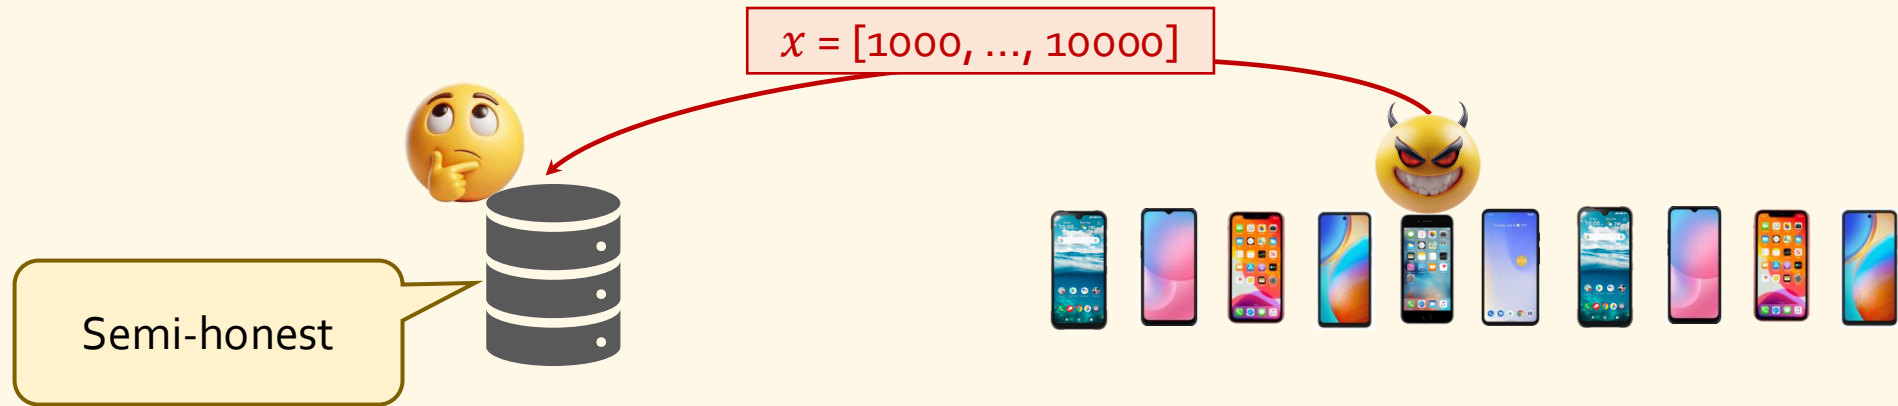 x = [1000, ..., 10000]
Semi-honest